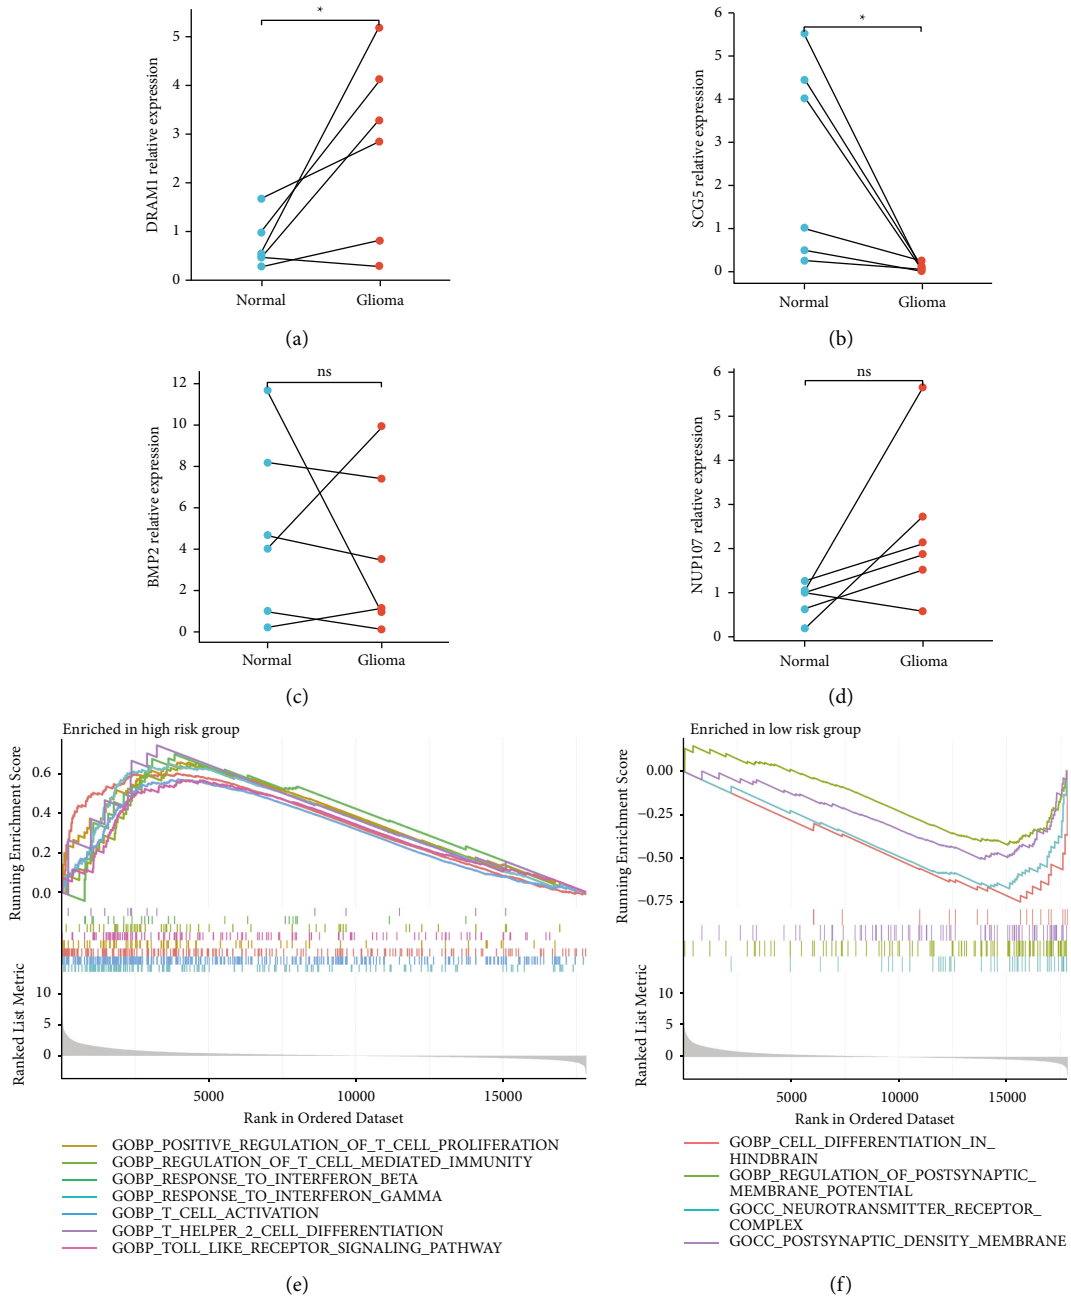 DRAM1 relative expression
5
4
3
2
1
0
*
Normal
Glioma
(a)
SCG5 relative expression
6
5
4
3
2
1
0
*
Normal
Glioma
(b)
BMP2 relative expression
12
10
8
6
4
2
0
ns
Normal
Glioma
(c)
NUP107 relative expression
6
5
4
3
2
1
0
ns
Normal
Glioma
(d)
Enriched in high risk group
Running Enrichment Score
0.6
0.4
0.2
0.0
Ranked List Metric
10
5
0
5000
10000
15000
Rank in Ordered Dataset
GOBP_POSITIVE_REGULATION_OF_T_CELL_PROLIFERATION
GOBP_REGULATION_OF_T_CELL_MEDIATED_IMMUNITY
GOBP_RESPONSE_TO_INTERFERON_BETA
GOBP_RESPONSE_TO_INTERFERON_GAMMA
GOBP_T_CELL_ACTIVATION
GOBP_T_HELPER_2_CELL_DIFFERENTIATION
GOBP_TOLL_LIKE_RECEPTOR_SIGNALING_PATHWAY
(e)
Enriched in low risk group
Running Enrichment Score
0.00
−0.25
−0.50
−0.75
Ranked List Metric
10
5
0
5000
10000
15000
Rank in Ordered Dataset
GOBP_CELL_DIFFERENTIATION_IN_
HINDBRAIN
GOBP_REGULATION_OF_POSTSYNAPTIC_
MEMBRANE_POTENTIAL
GOCC_NEUROTRANSMITTER_RECEPTOR_
COMPLEX
GOCC_POSTSYNAPTIC_DENSITY_MEMBRANE
(f)